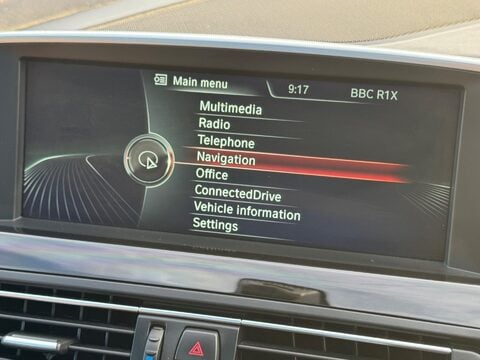 Main menu 9:17 BBC R1X
Multimedia
Radio
Telephone
Navigation
Office
ConnectedDrive
Vehicle information
Settings